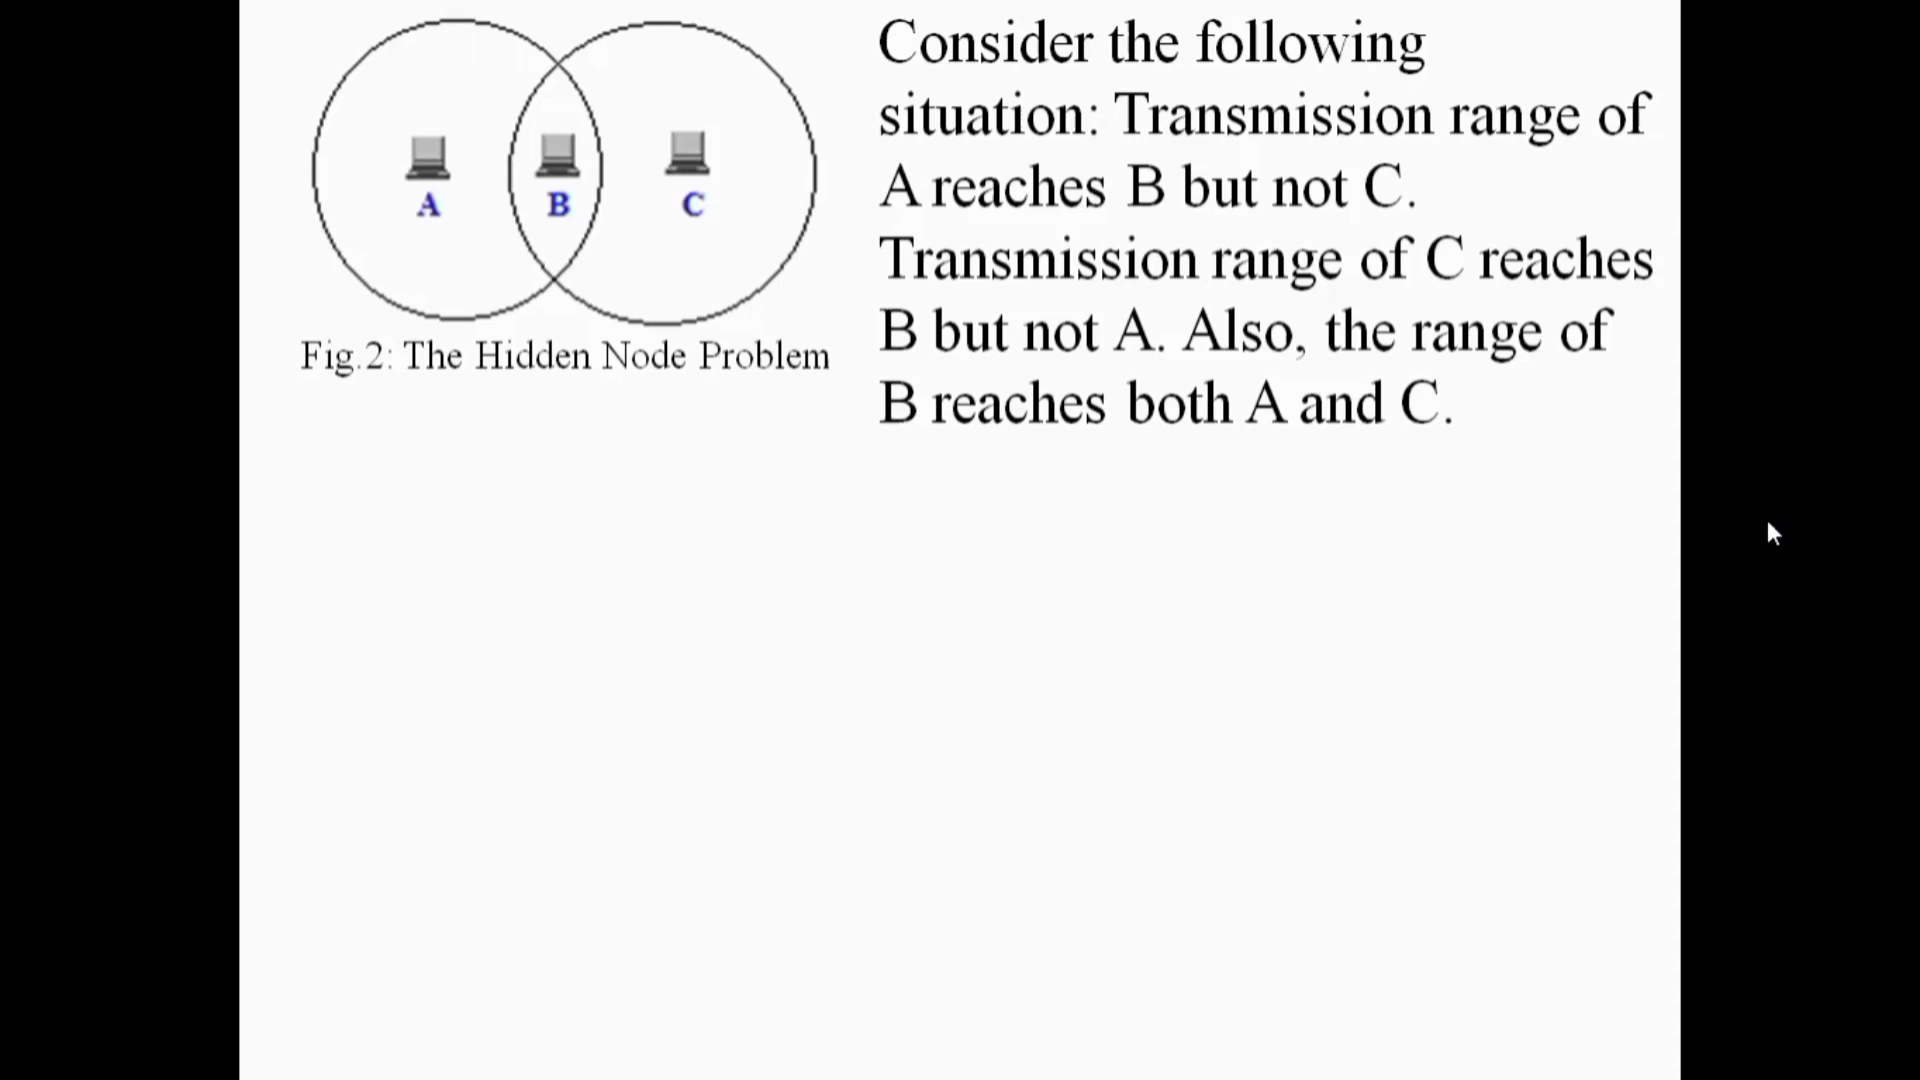 A
B
C
Fig.2: The Hidden Node Problem
Consider the following
situation: Transmission range of
A reaches B but not C.
Transmission range of C reaches
B but not A. Also, the range of
B reaches both A and C.